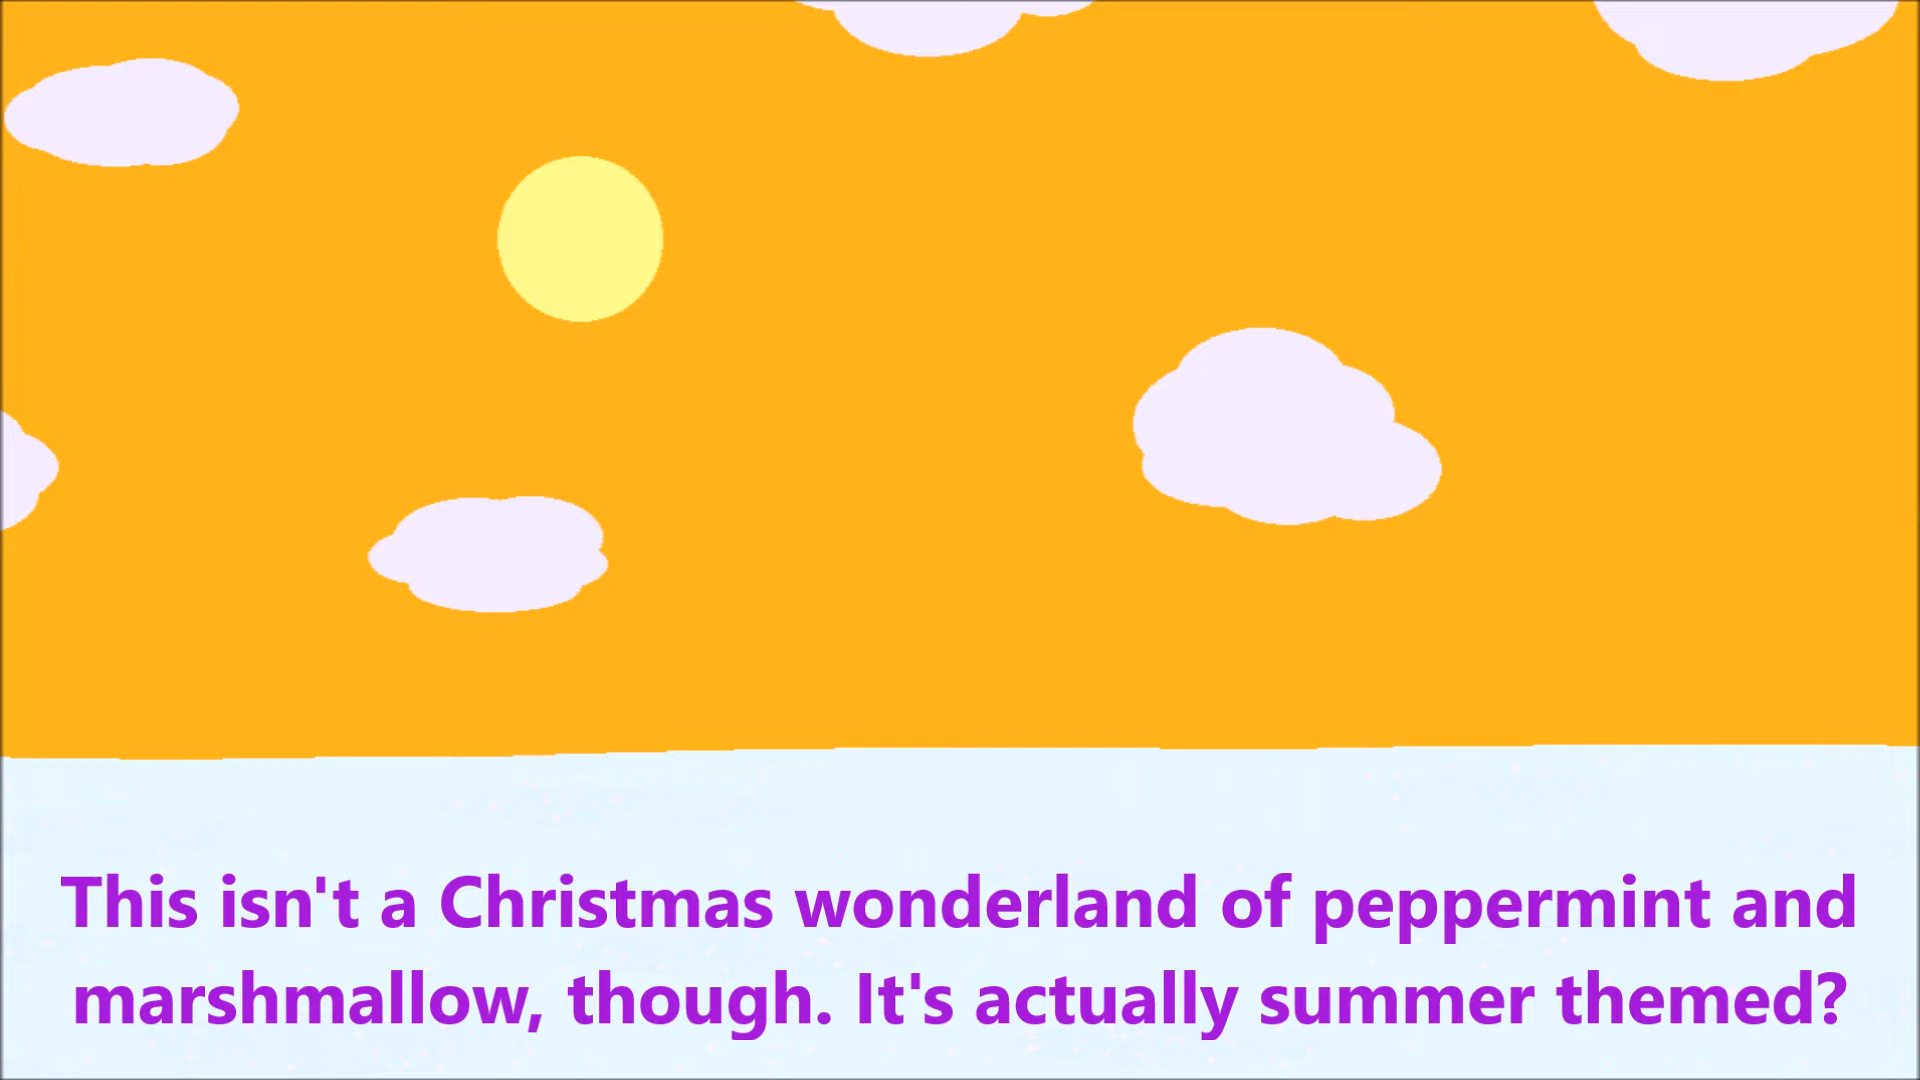 This isn't a Christmas wonderland of peppermint and
marshmallow, though. It's actually summer themed?